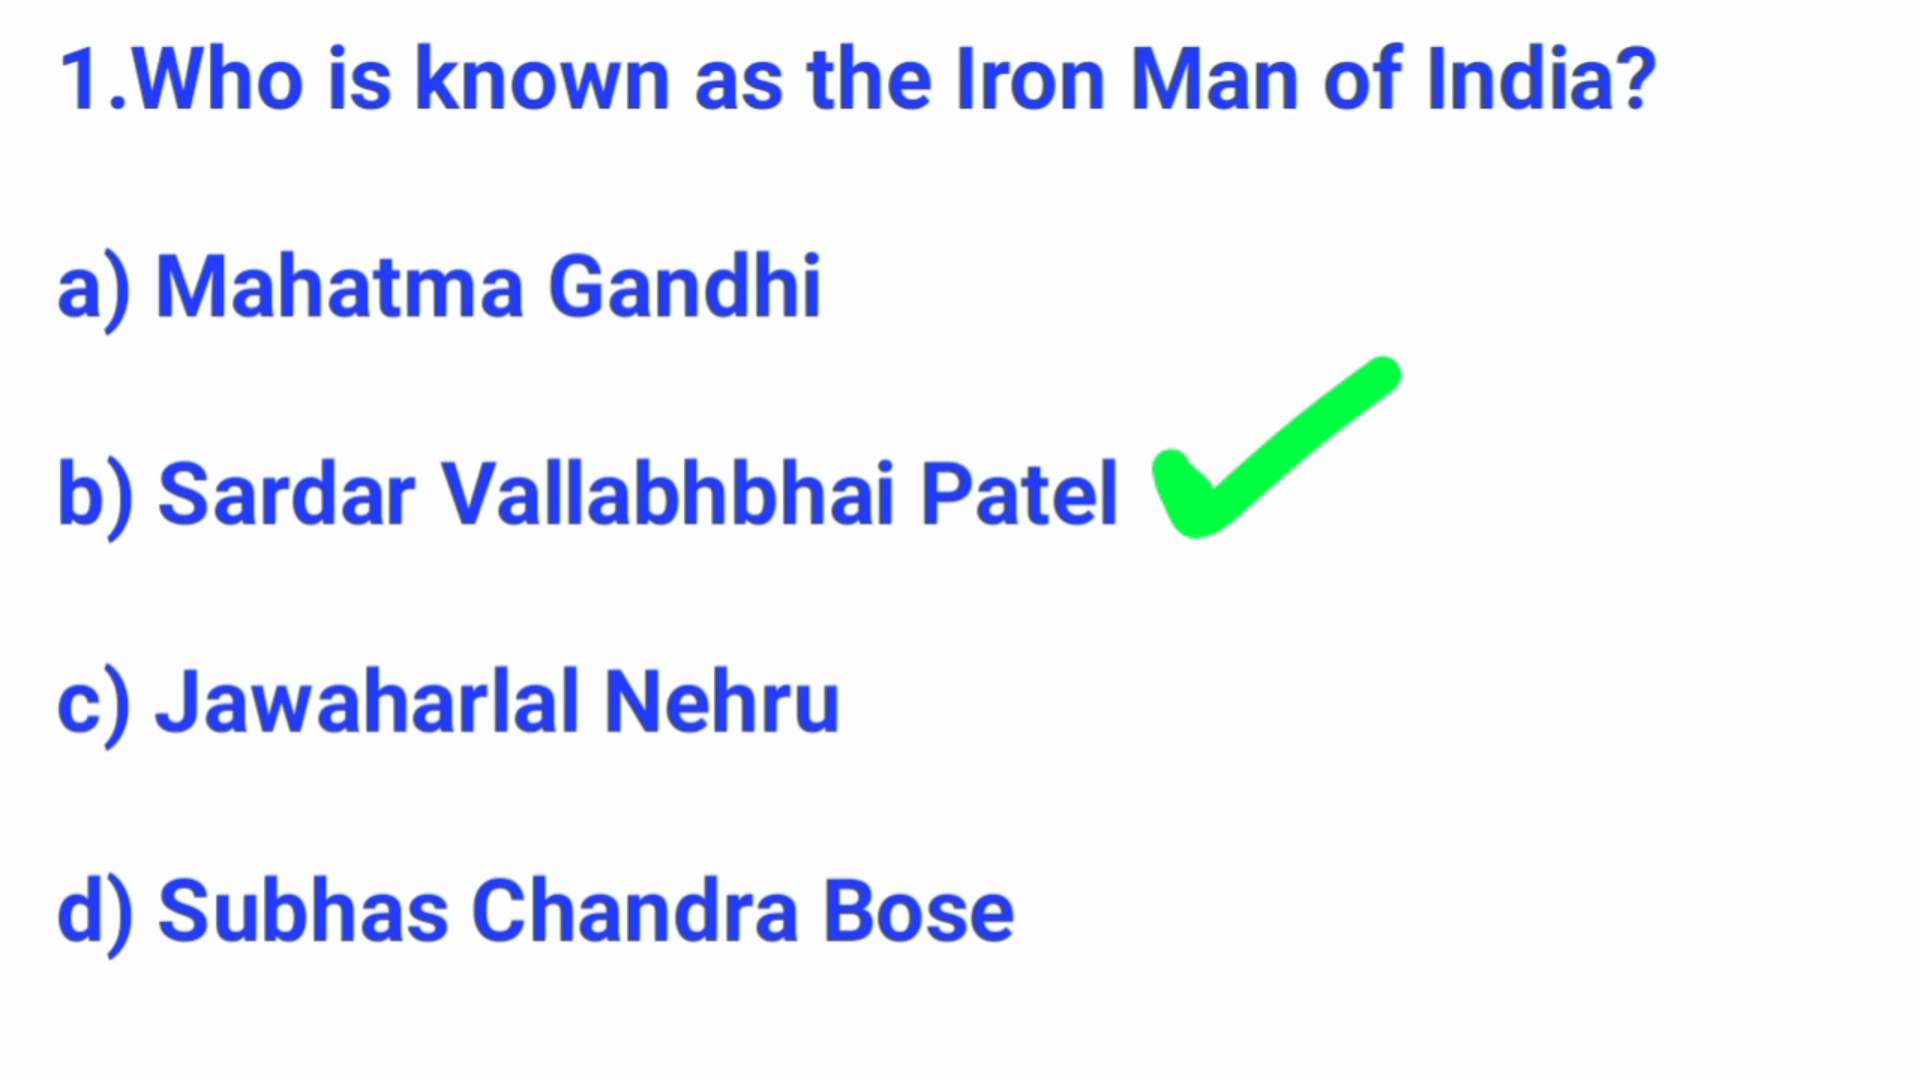 1.Who is known as the Iron Man of India?
a) Mahatma Gandhi
b) Sardar Vallabhbhai Patel
c) Jawaharlal Nehru
d) Subhas Chandra Bose